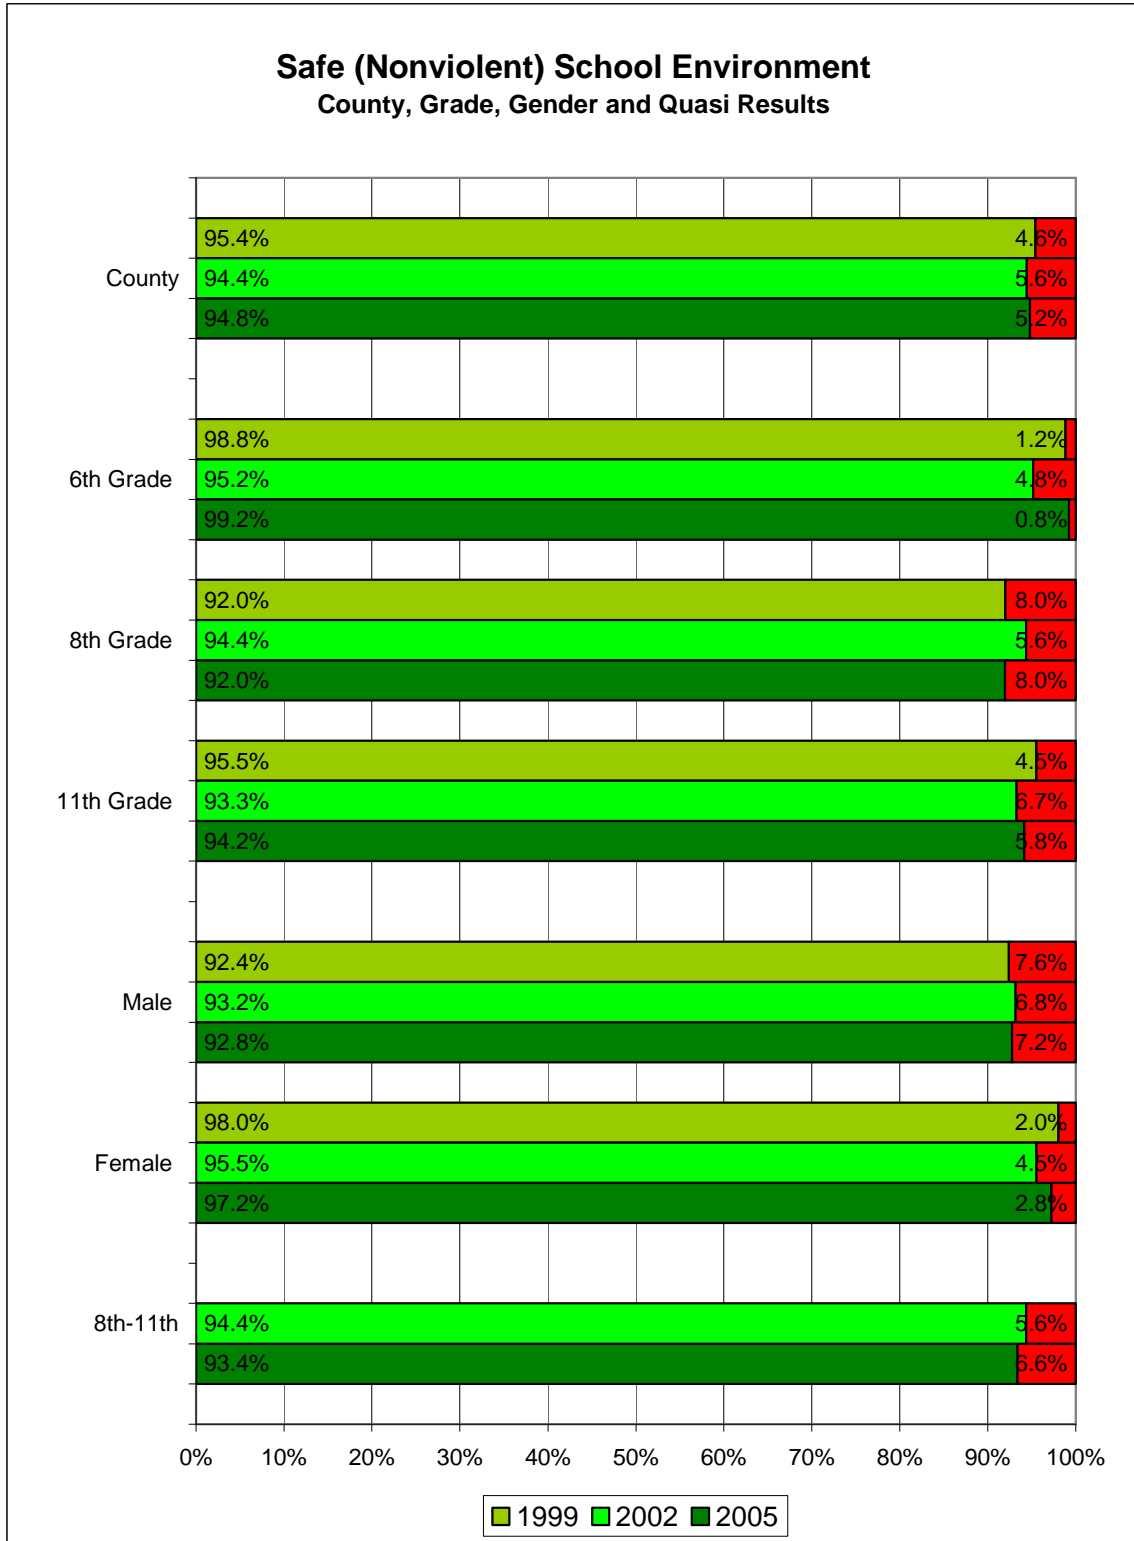 Safe (Nonviolent) School Environment
County, Grade, Gender and Quasi Results
95.4% 4.6%
County 94.4% 5.6%
94.8% 5.2%
98.8% 1.2%
6th Grade 95.2% 4.8%
99.2% 0.8%
92.0% 8.0%
8th Grade 94.4% 5.6%
92.0% 8.0%
95.5% 4.5%
11th Grade 93.3% 6.7%
94.2% 5.8%
92.4% 7.6%
Male 93.2% 6.8%
92.8% 7.2%
98.0% 2.0%
Female 95.5% 4.5%
97.2% 2.8%
8th-11th 94.4% 5.6%
93.4% 6.6%
0% 10% 20% 30% 40% 50% 60% 70% 80% 90% 100%
1999 2002 2005